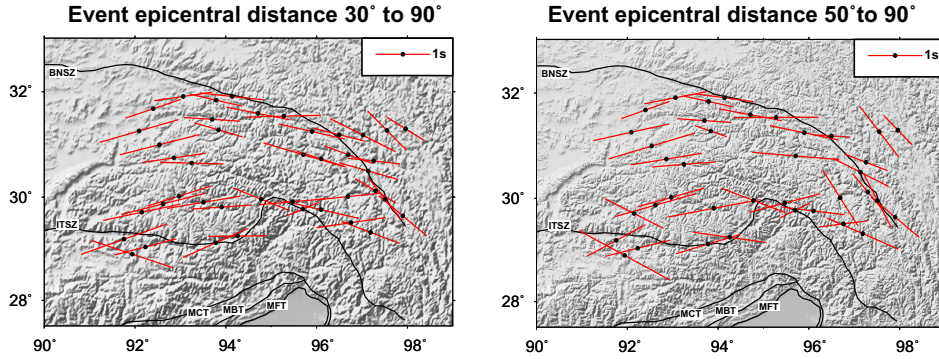 Event epicentral distance 30˚ to 90˚
1s
BNSZ
ITSZ
MCT
MBT
MFT
32˚
30˚
28˚
90˚
92˚
94˚
96˚
98˚
Event epicentral distance 50˚to 90˚
1s
BNSZ
ITSZ
MCT
MBT
MFT
32˚
30˚
28˚
90˚
92˚
94˚
96˚
98˚